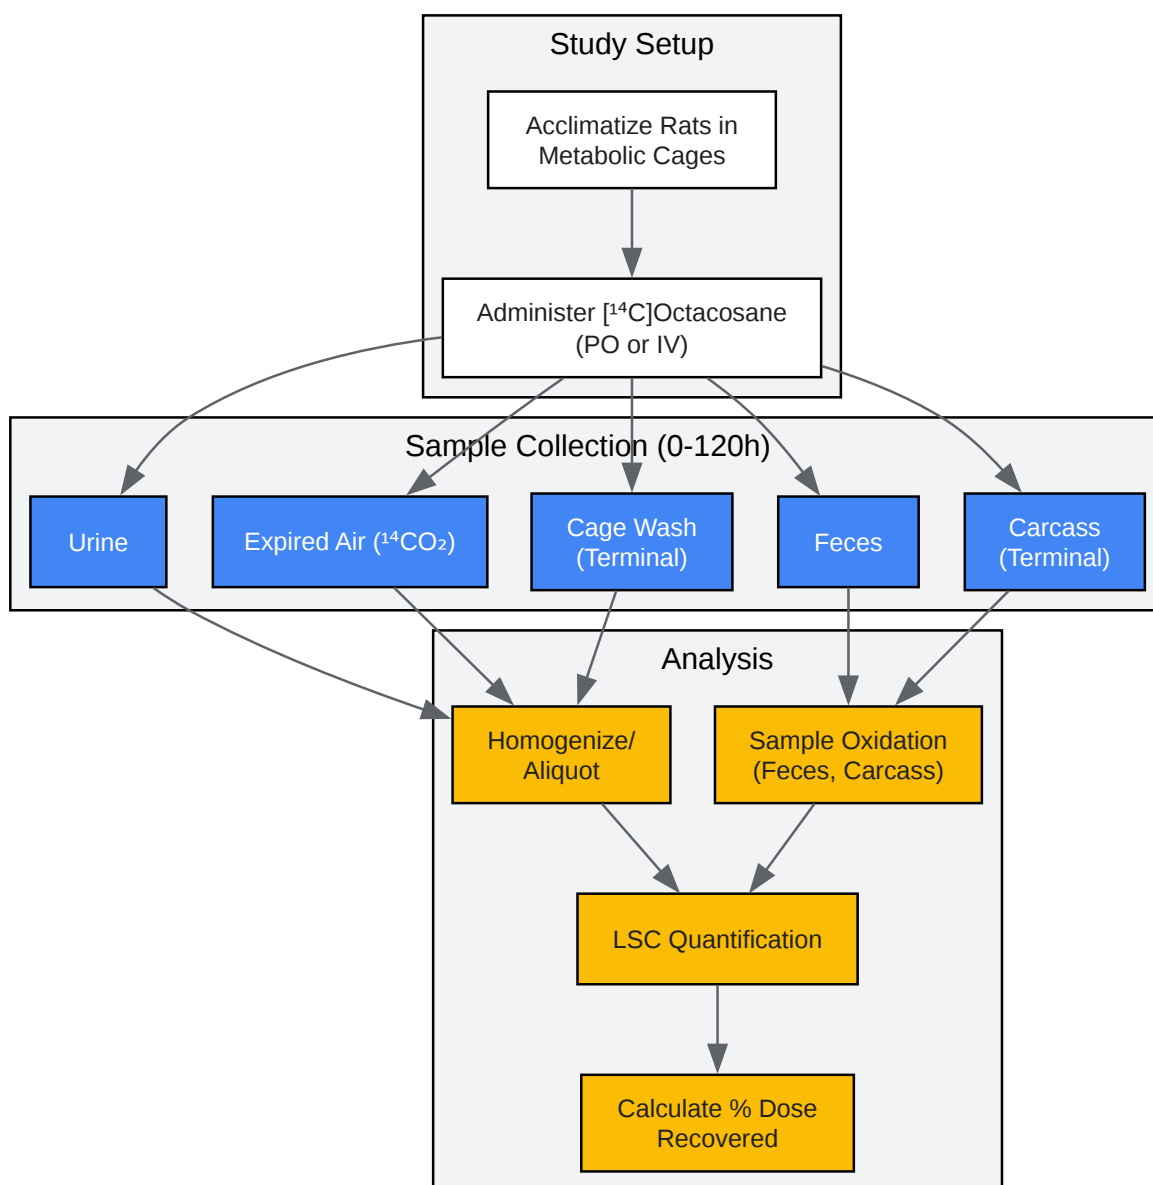 Study Setup
Acclimatize Rats in
Metabolic Cages
Administer [¹⁴C]Octacosane
(PO or IV)
Sample Collection (0-120h)
Urine
Expired Air (¹⁴CO₂)
Cage Wash
(Terminal)
Feces
Carcass
(Terminal)
Analysis
Homogenize/
Aliquot
Sample Oxidation
(Feces, Carcass)
LSC Quantification
Calculate % Dose
Recovered